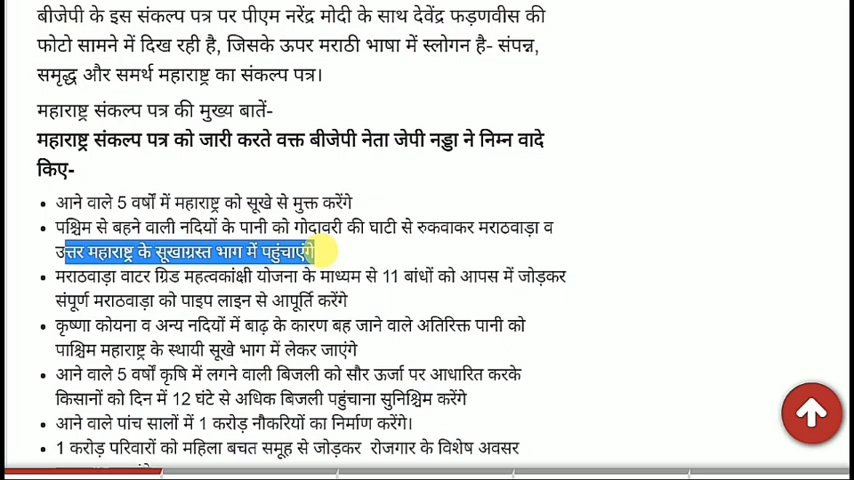 बीजेपी के इस संकल्प पत्र पर पीएम नरेंद्र मोदी के साथ देवेंद्र फड़णवीस की
फोटो सामने में दिख रही है, जिसके ऊपर मराठी भाषा में स्लोगन है- संपन्न,
समृद्ध और समर्थ महाराष्ट्र का संकल्प पत्र।
महाराष्ट्र संकल्प पत्र की मुख्य बातें-
महाराष्ट्र संकल्प पत्र को जारी करते वक्त बीजेपी नेता जेपी नड्डा ने निम्न वादे
किए-
• आने वाले 5 वर्षों में महाराष्ट्र को सूखे से मुक्त करेंगे
• पश्चिम से बहने वाली नदियों के पानी को गोदावरी की घाटी से रुकवाकर मराठवाड़ा व
उत्तर महाराष्ट्र के सूखाग्रस्त भाग में पहुंचाएंगे
• मराठवाड़ा वाटर ग्रिड महत्वकांक्षी योजना के माध्यम से 11 बांधों को आपस में जोड़कर
संपूर्ण मराठवाड़ा को पाइप लाइन से आपूर्ति करेंगे
• कृष्णा कोयना व अन्य नदियों में बाढ़ के कारण बह जाने वाले अतिरिक्त पानी को
पाश्चिम महाराष्ट्र के स्थायी सूखे भाग में लेकर जाएंगे
• आने वाले 5 वर्षों कृषि में लगने वाली बिजली को सौर ऊर्जा पर आधारित करके
किसानों को दिन में 12 घंटे से अधिक बिजली पहुंचाना सुनिश्चिम करेंगे
• आने वाले पांच सालों में 1 करोड़ नौकरियों का निर्माण करेंगे।
• 1 करोड़ परिवारों को महिला बचत समूह से जोड़कर रोजगार के विशेष अवसर